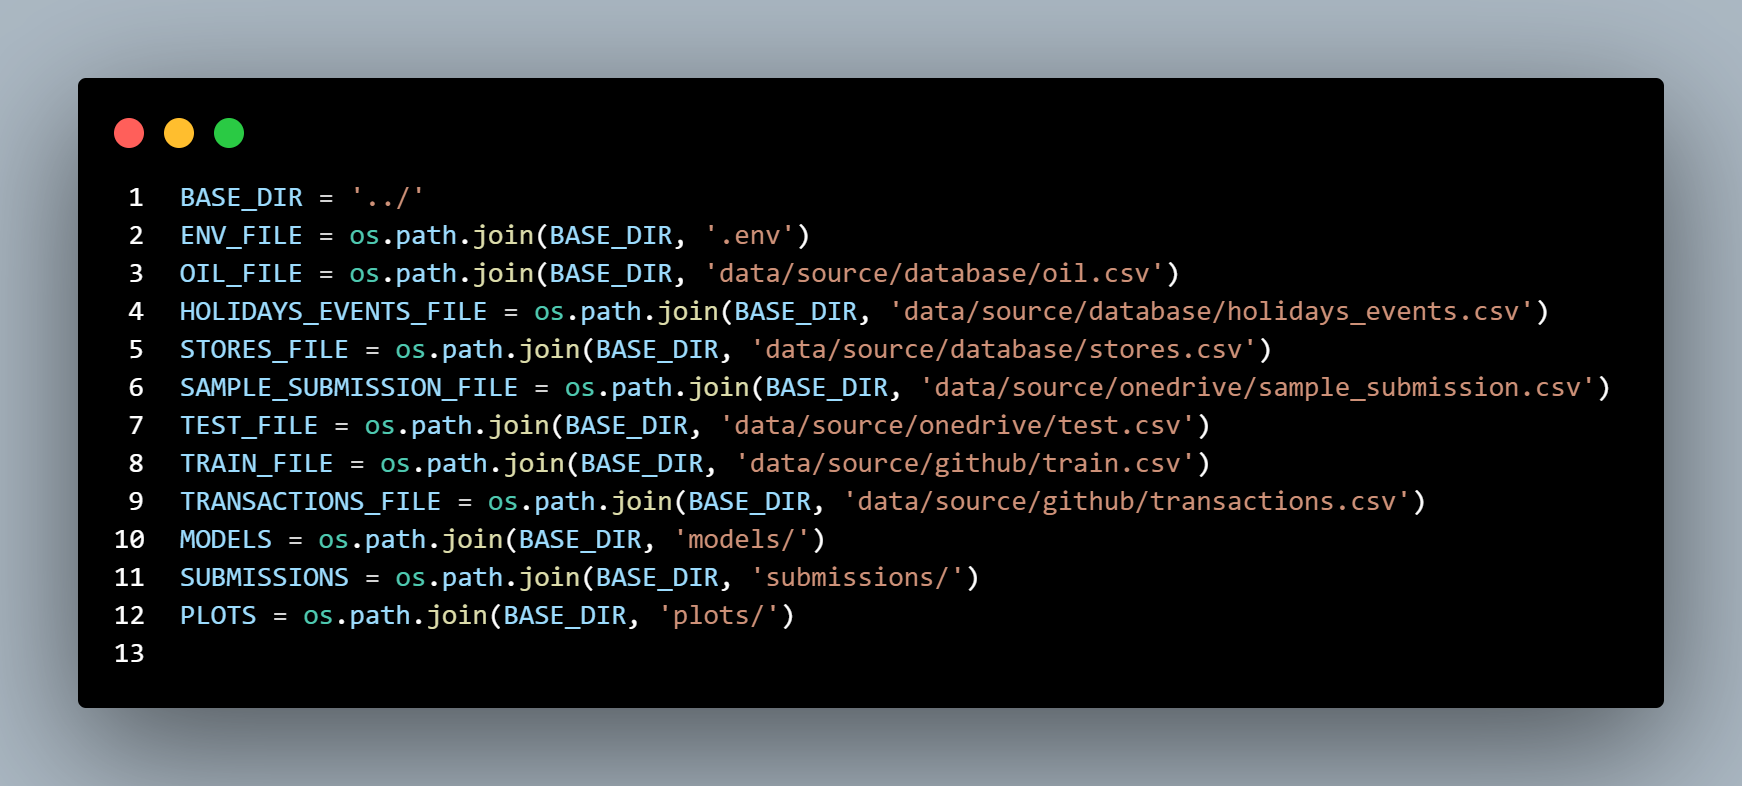 1 BASE_DIR = '../'
2 ENV_FILE = os.path.join(BASE_DIR, '.env')
3 OIL_FILE = os.path.join(BASE_DIR, 'data/source/database/oil.csv')
4 HOLIDAYS_EVENTS_FILE = os.path.join(BASE_DIR, 'data/source/database/holidays_events.csv')
5 STORES_FILE = os.path.join(BASE_DIR, 'data/source/database/stores.csv')
6 SAMPLE_SUBMISSION_FILE = os.path.join(BASE_DIR, 'data/source/onedrive/sample_submission.csv')
7 TEST_FILE = os.path.join(BASE_DIR, 'data/source/onedrive/test.csv')
8 TRAIN_FILE = os.path.join(BASE_DIR, 'data/source/github/train.csv')
9 TRANSACTIONS_FILE = os.path.join(BASE_DIR, 'data/source/github/transactions.csv')
10 MODELS = os.path.join(BASE_DIR, 'models/')
11 SUBMISSIONS = os.path.join(BASE_DIR, 'submissions/')
12 PLOTS = os.path.join(BASE_DIR, 'plots/')
13